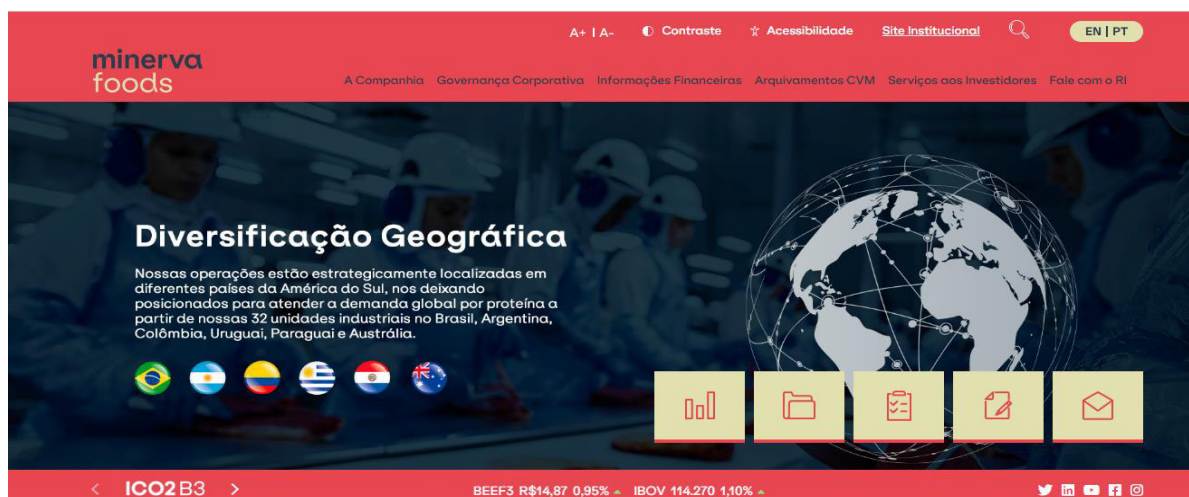 A+ | A- Contraste Acessibilidade Site Institucional EN | PT
minerva
foods
A Companhia Governança Corporativa Informações Financeiras Arquivamentos CVM Serviços aos Investidores Fale com o RI
Diversificação Geográfica
Nossas operações estão estrategicamente localizadas em
diferentes países da América do Sul, nos deixando
posicionados para atender a demanda global por proteína a
partir de nossas 32 unidades industriais no Brasil, Argentina,
Colômbia, Uruguai, Paraguai e Austrália.
< ICO2B3 > BEEF3 R$14,87 0,95% IBOV 114.270 1,10%